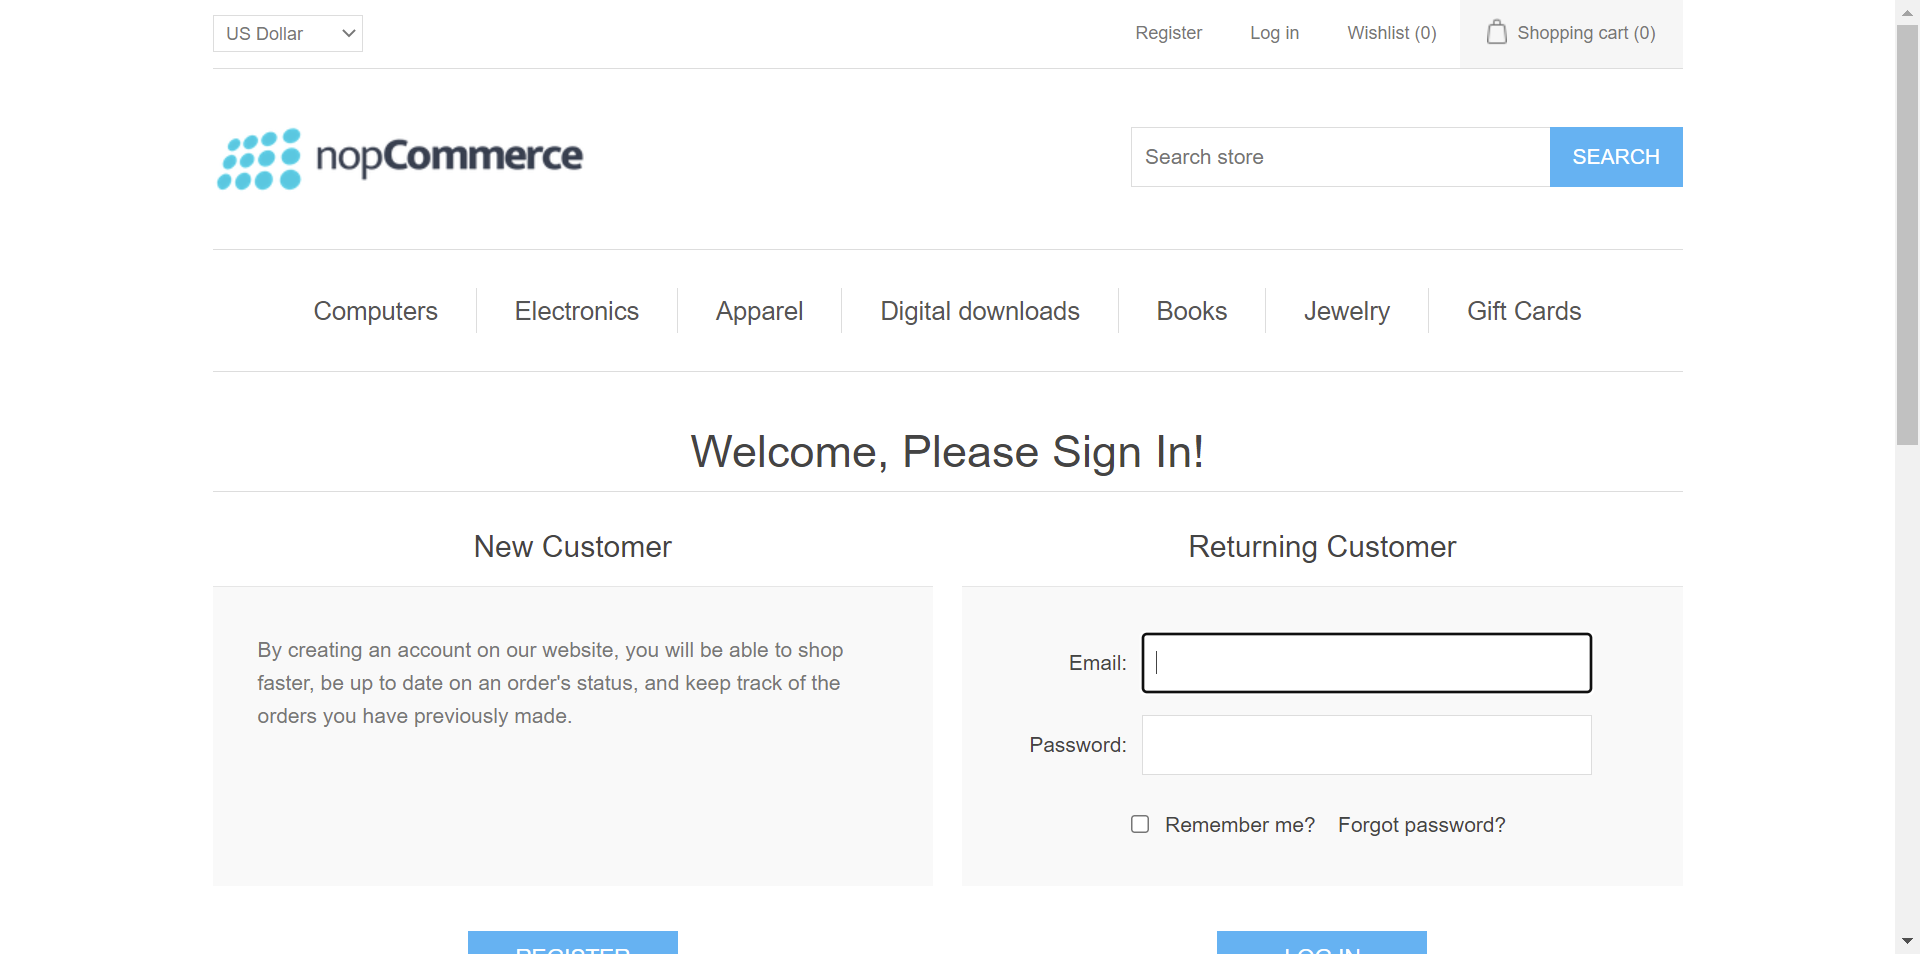 US Dollar
Register
Log in
Wishlist (0)
Shopping cart (0)
nopCommerce
Search store
SEARCH
Computers
Electronics
Apparel
Digital downloads
Books
Jewelry
Gift Cards
Welcome, Please Sign In!
New Customer
By creating an account on our website, you will be able to shop
faster, be up to date on an order's status, and keep track of the
orders you have previously made.
REGISTER
Returning Customer
Email:
Password:
Remember me?
Forgot password?
LOG IN